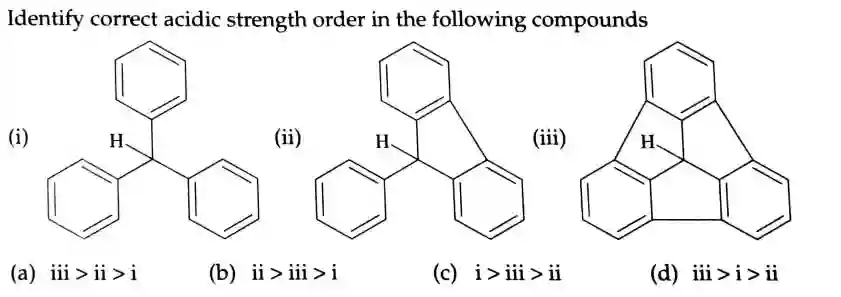 Identify correct acidic strength order in the following compounds
(i) H (ii) H (iii) H
(a) iii > ii > i (b) ii > iii > i (c) i > iii > ii (d) iii > i > ii